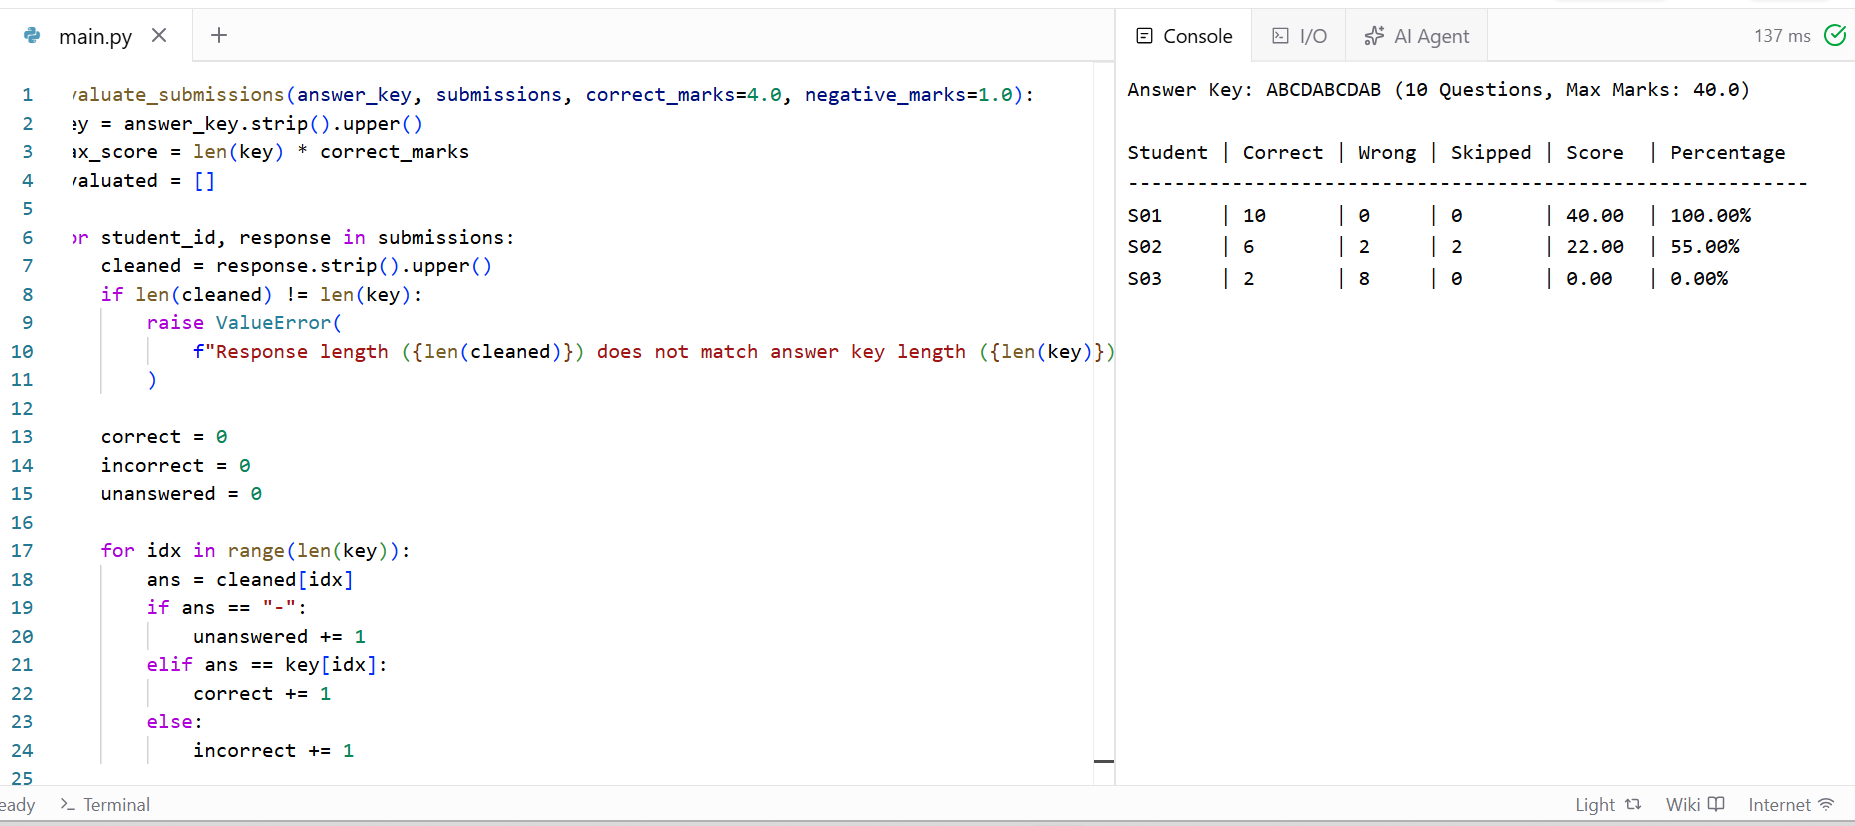 main.py
1 valuate_submissions(answer_key, submissions, correct_marks=4.0, negative_marks=1.0):
2 ey = answer_key.strip().upper()
3 ax_score = len(key) * correct_marks
4 valuated = []
5
6 or student_id, response in submissions:
7 cleaned = response.strip().upper()
8 if len(cleaned) != len(key):
9 raise ValueError(
10 f"Response length ({len(cleaned)}) does not match answer key length ({len(key)})
11 )
12
13 correct = 0
14 incorrect = 0
15 unanswered = 0
16
17 for idx in range(len(key)):
18 ans = cleaned[idx]
19 if ans == "-":
20 unanswered += 1
21 elif ans == key[idx]:
22 correct += 1
23 else:
24 incorrect += 1
25
Console I/O AI Agent 137 ms
Answer Key: ABCDABCDAB (10 Questions, Max Marks: 40.0)
Student | Correct | Wrong | Skipped | Score | Percentage
-----------------------------------------------------------
S01 | 10 | 0 | 0 | 40.00 | 100.00%
S02 | 6 | 2 | 2 | 22.00 | 55.00%
S03 | 2 | 8 | 0 | 0.00 | 0.00%
eady Terminal Light Wiki Internet